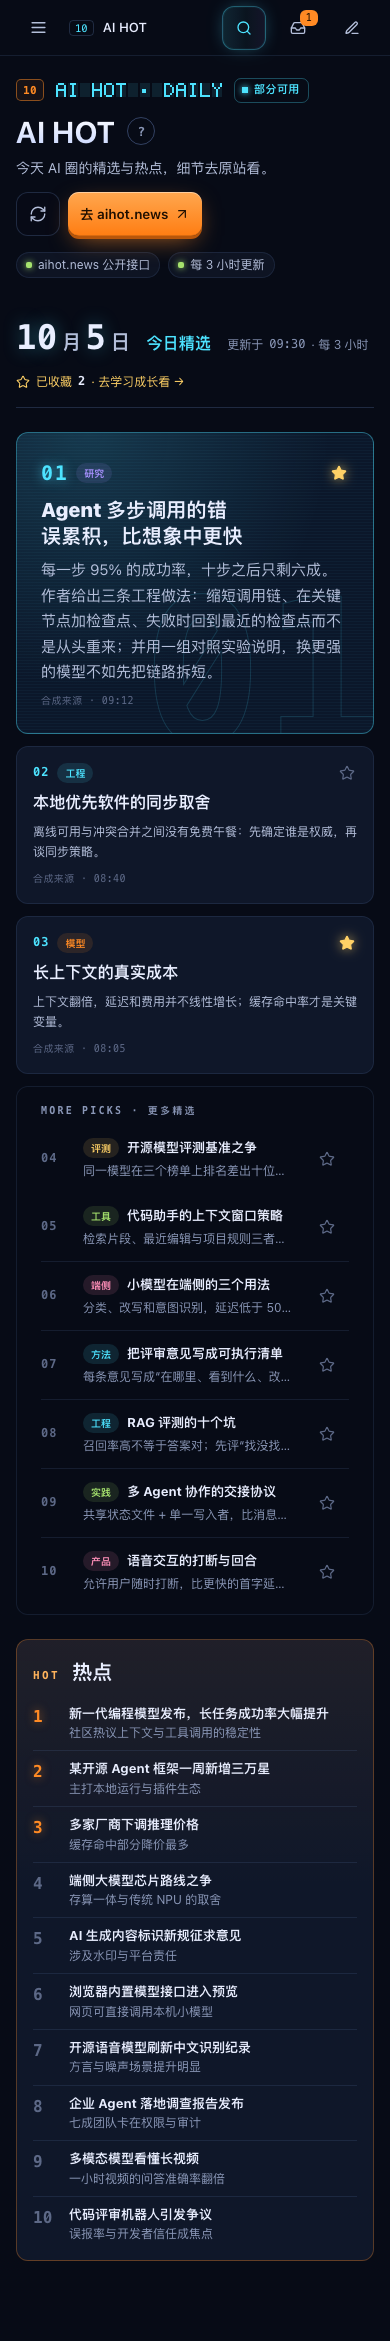 10 AI HOT 1
10 AI HOT · DAILY 部分可用
AI HOT ?
今天 AI 圈的精选与热点，细节去原站看。
去 aihot.news
aihot.news 公开接口 每 3 小时更新
10 月 5 日 今日精选 更新于 09:30 · 每 3 小时
已收藏 2 · 去学习成长看 →
01 研究
Agent 多步调用的错
误累积，比想象中更快
每一步 95% 的成功率，十步之后只剩六成。
作者给出三条工程做法：缩短调用链、在关键
节点加检查点、失败时回到最近的检查点而不
是从头重来；并用一组对照实验说明，换更强
的模型不如先把链路拆短。
合成来源 · 09:12
01
02 工程
本地优先软件的同步取舍
离线可用与冲突合并之间没有免费午餐：先确定谁是权威，再
谈同步策略。
合成来源 · 08:40
03 模型
长上下文的真实成本
上下文翻倍，延迟和费用并不线性增长；缓存命中率才是关键
变量。
合成来源 · 08:05
MORE PICKS · 更多精选
04 评测 开源模型评测基准之争
同一模型在三个榜单上排名差出十位…
05 工具 代码助手的上下文窗口策略
检索片段、最近编辑与项目规则三者…
06 端侧 小模型在端侧的三个用法
分类、改写和意图识别，延迟低于 50…
07 方法 把评审意见写成可执行清单
每条意见写成“在哪里、看到什么、改…
08 工程 RAG 评测的十个坑
召回率高不等于答案对；先评“找没找…
09 实践 多 Agent 协作的交接协议
共享状态文件 + 单一写入者，比消息…
10 产品 语音交互的打断与回合
允许用户随时打断，比更快的首字延…
HOT 热点
1 新一代编程模型发布，长任务成功率大幅提升
社区热议上下文与工具调用的稳定性
2 某开源 Agent 框架一周新增三万星
主打本地运行与插件生态
3 多家厂商下调推理价格
缓存命中部分降价最多
4 端侧大模型芯片路线之争
存算一体与传统 NPU 的取舍
5 AI 生成内容标识新规征求意见
涉及水印与平台责任
6 浏览器内置模型接口进入预览
网页可直接调用本机小模型
7 开源语音模型刷新中文识别纪录
方言与噪声场景提升明显
8 企业 Agent 落地调查报告发布
七成团队卡在权限与审计
9 多模态模型看懂长视频
一小时视频的问答准确率翻倍
10 代码评审机器人引发争议
误报率与开发者信任成焦点